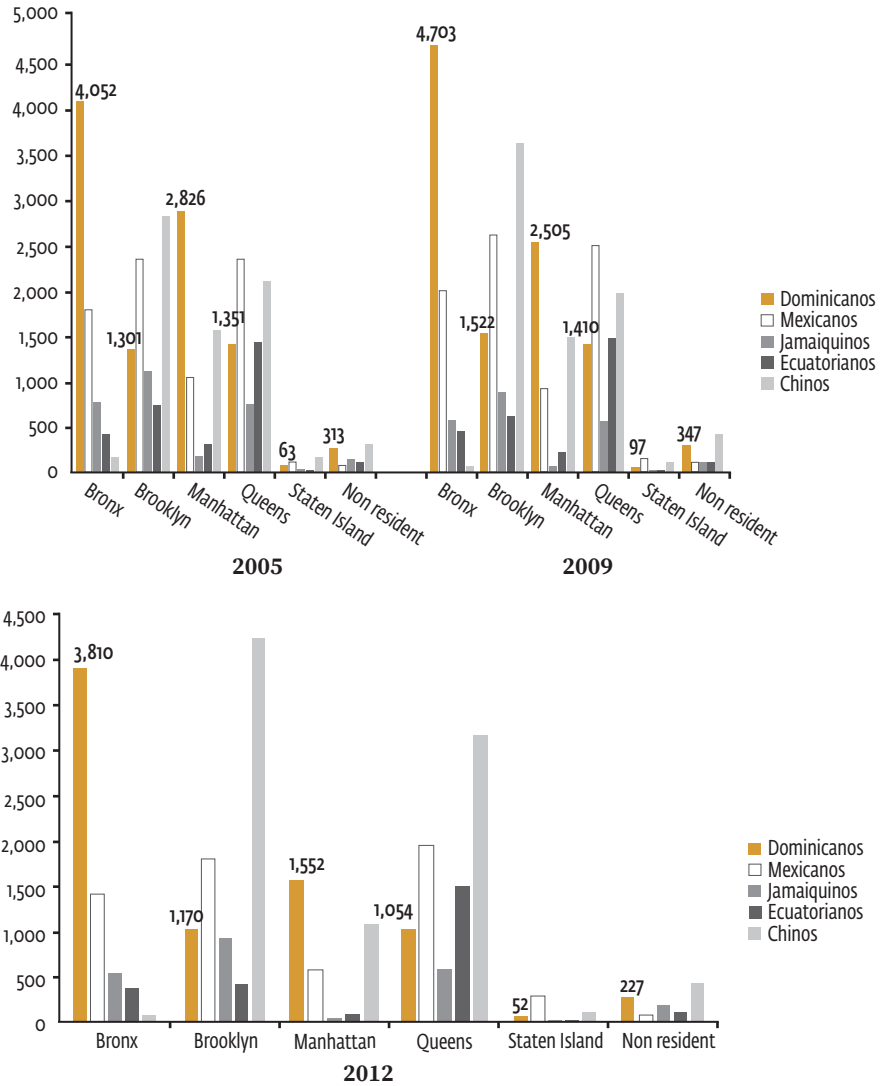 5,000
4,500
4,000
3,500
3,000
2,500
2,000
1,500
1,000
500
0
4,052
1,301
2,826
1,351
63
313
4,703
1,522
2,505
1,410
97
347
Bronx
Brooklyn
Manhattan
Queens
Staten Island
Non resident
Bronx
Brooklyn
Manhattan
Queens
Staten Island
Non resident
2005
2009
Dominicanos
Mexicanos
Jamaiquinos
Ecuatorianos
Chinos
4,500
4,000
3,500
3,000
2,500
2,000
1,500
1,000
500
0
3,810
1,170
1,552
1,054
52
227
Bronx
Brooklyn
Manhattan
Queens
Staten Island
Non resident
2012
Dominicanos
Mexicanos
Jamaiquinos
Ecuatorianos
Chinos